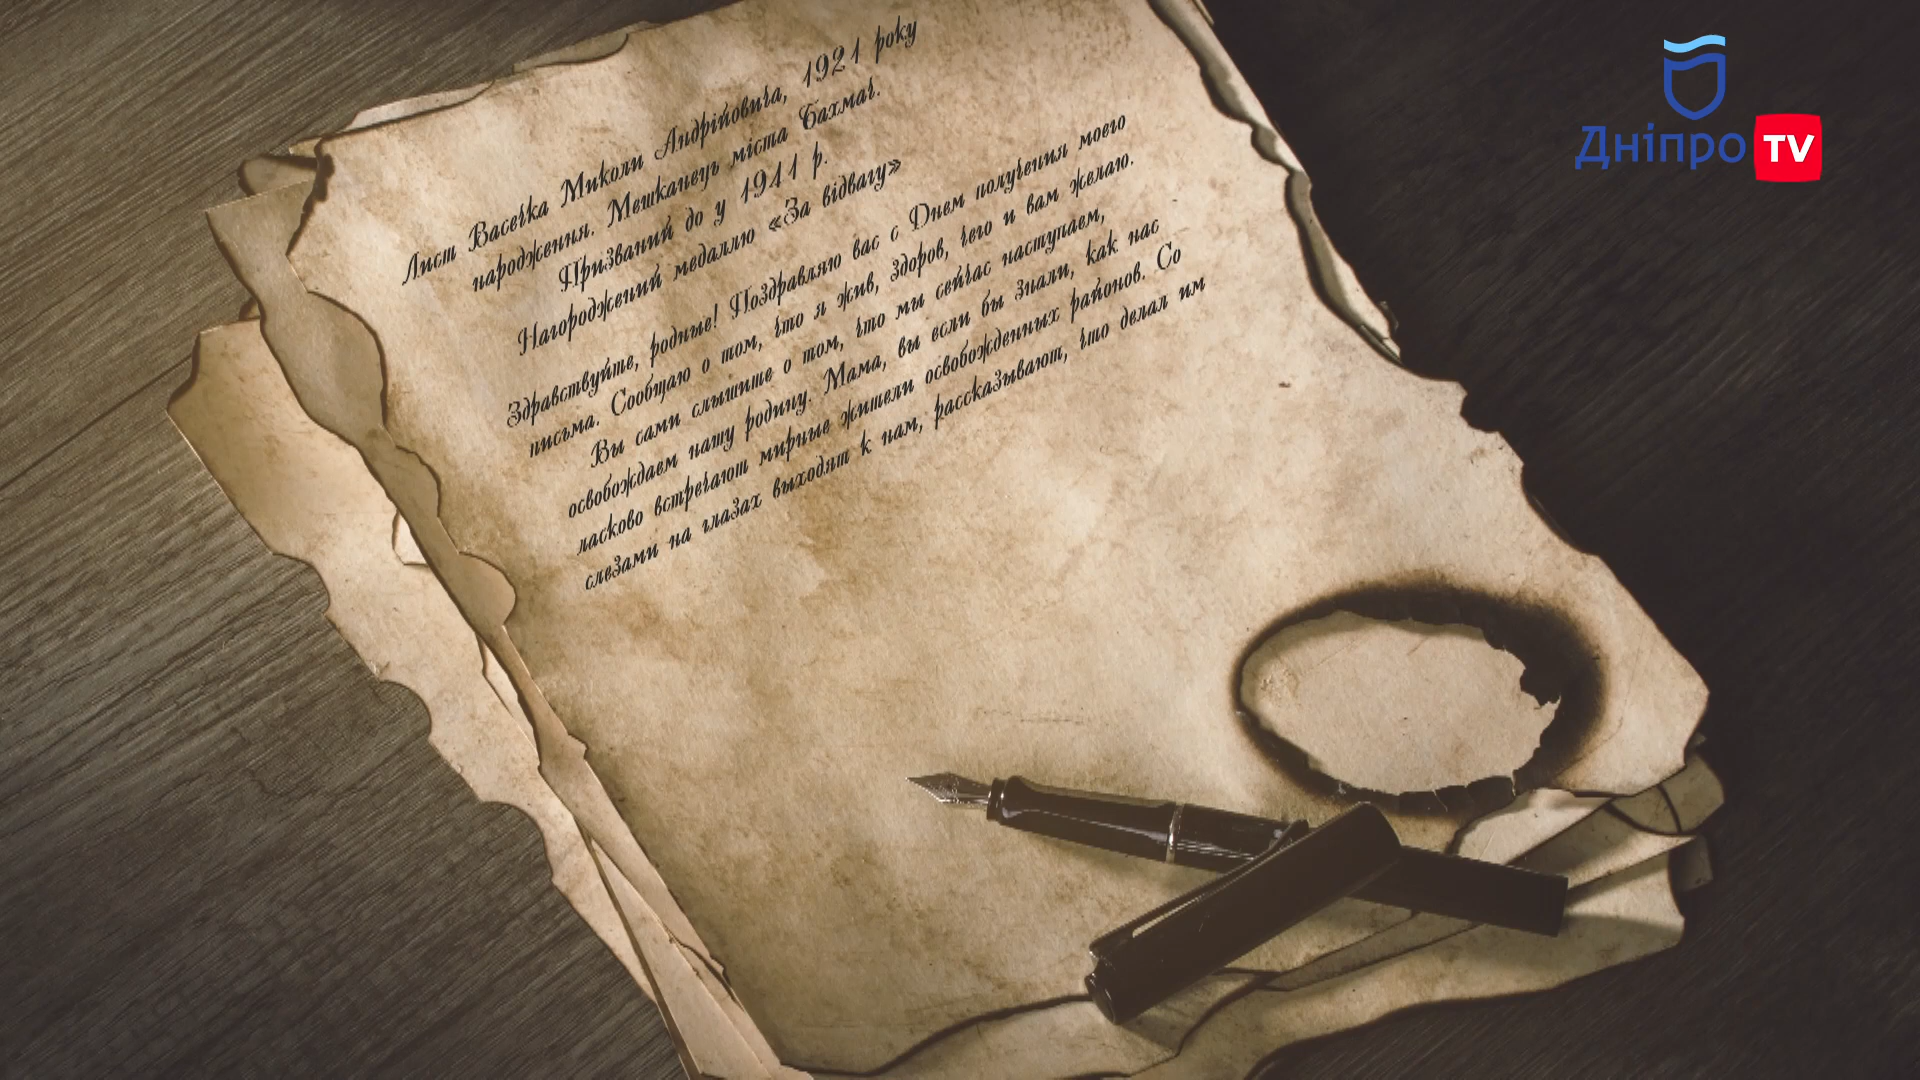 Лист Васечка Миколи Андрійовича, 1921 року
народження. Мешканець міста Бахмач.
Призваний до у 1941 р.
Нагороджений медаллю «За відвагу»
Здравствуйте, родные! Поздравляю вас с Днем получения моего
письма. Сообщаю о том, что я жив, здоров, чего и вам желаю.
Вы сами слышите о том, что мы сейчас наступаем,
освобождаем нашу родину. Мама, вы если бы знали, как нас
ласково встречают мирные жители освобожденных районов. Со
слезами на глазах выходят к нам, рассказывают, что делал им
Дніпро TV